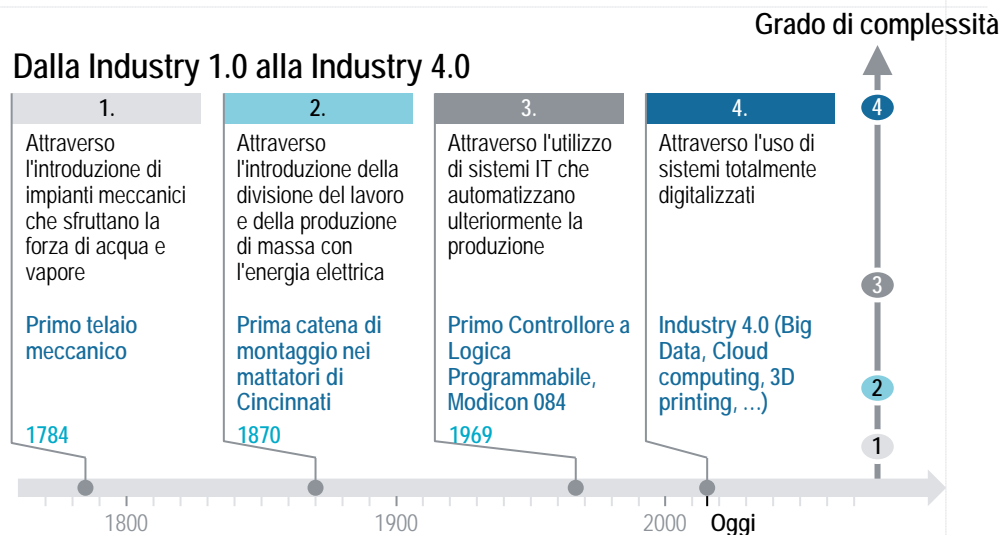 Grado di complessità
Dalla Industry 1.0 alla Industry 4.0
1.
Attraverso
l'introduzione di
impianti meccanici
che sfruttano la
forza di acqua e
vapore
Primo telaio
meccanico
1784
2.
Attraverso
l'introduzione della
divisione del lavoro
e della produzione
di massa con
l'energia elettrica
Prima catena di
montaggio nei
mattatori di
Cincinnati
1870
3.
Attraverso l'utilizzo
di sistemi IT che
automatizzano
ulteriormente la
produzione
Primo Controllore a
Logica
Programmabile,
Modicon 084
1969
4.
Attraverso l'uso di
sistemi totalmente
digitalizzati
Industry 4.0 (Big
Data, Cloud
computing, 3D
printing, …)
4
3
2
1
1800
1900
2000
Oggi